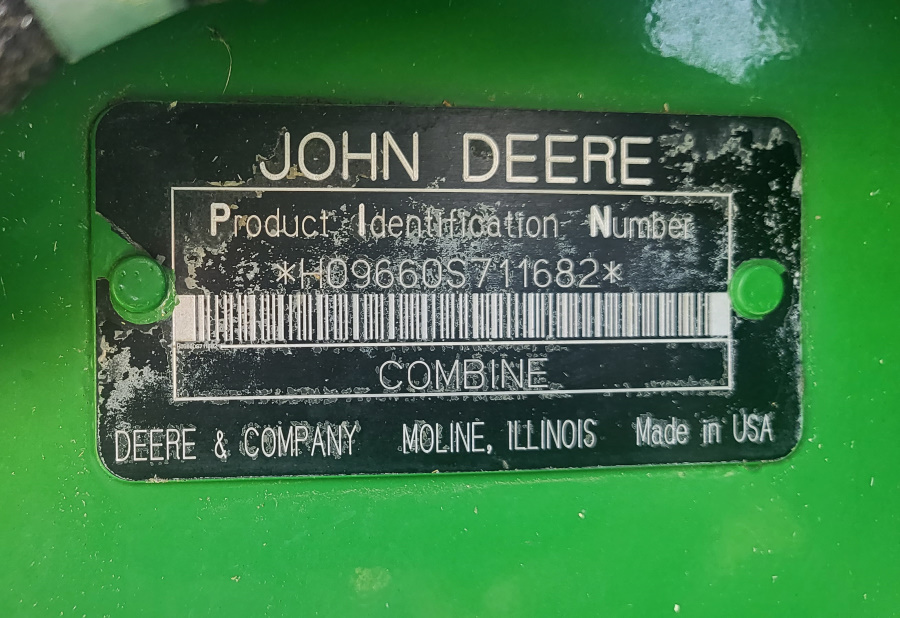 JOHN DEERE
Product Identification Number
*H09660S711682*
COMBINE
DEERE & COMPANY MOLINE, ILLINOIS Made in USA